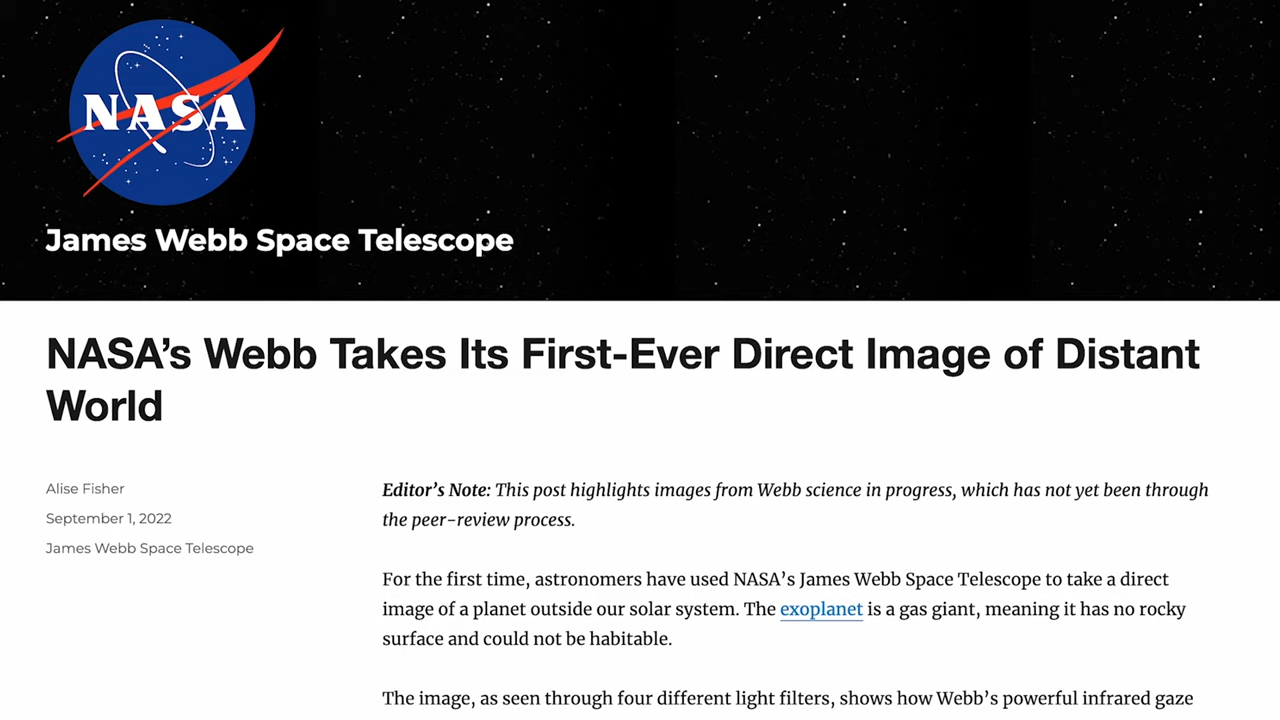 NASA
James Webb Space Telescope
NASA’s Webb Takes Its First-Ever Direct Image of Distant
World
Alise Fisher
September 1, 2022
James Webb Space Telescope
Editor’s Note: This post highlights images from Webb science in progress, which has not yet been through
the peer-review process.
For the first time, astronomers have used NASA’s James Webb Space Telescope to take a direct
image of a planet outside our solar system. The exoplanet is a gas giant, meaning it has no rocky
surface and could not be habitable.
The image, as seen through four different light filters, shows how Webb’s powerful infrared gaze